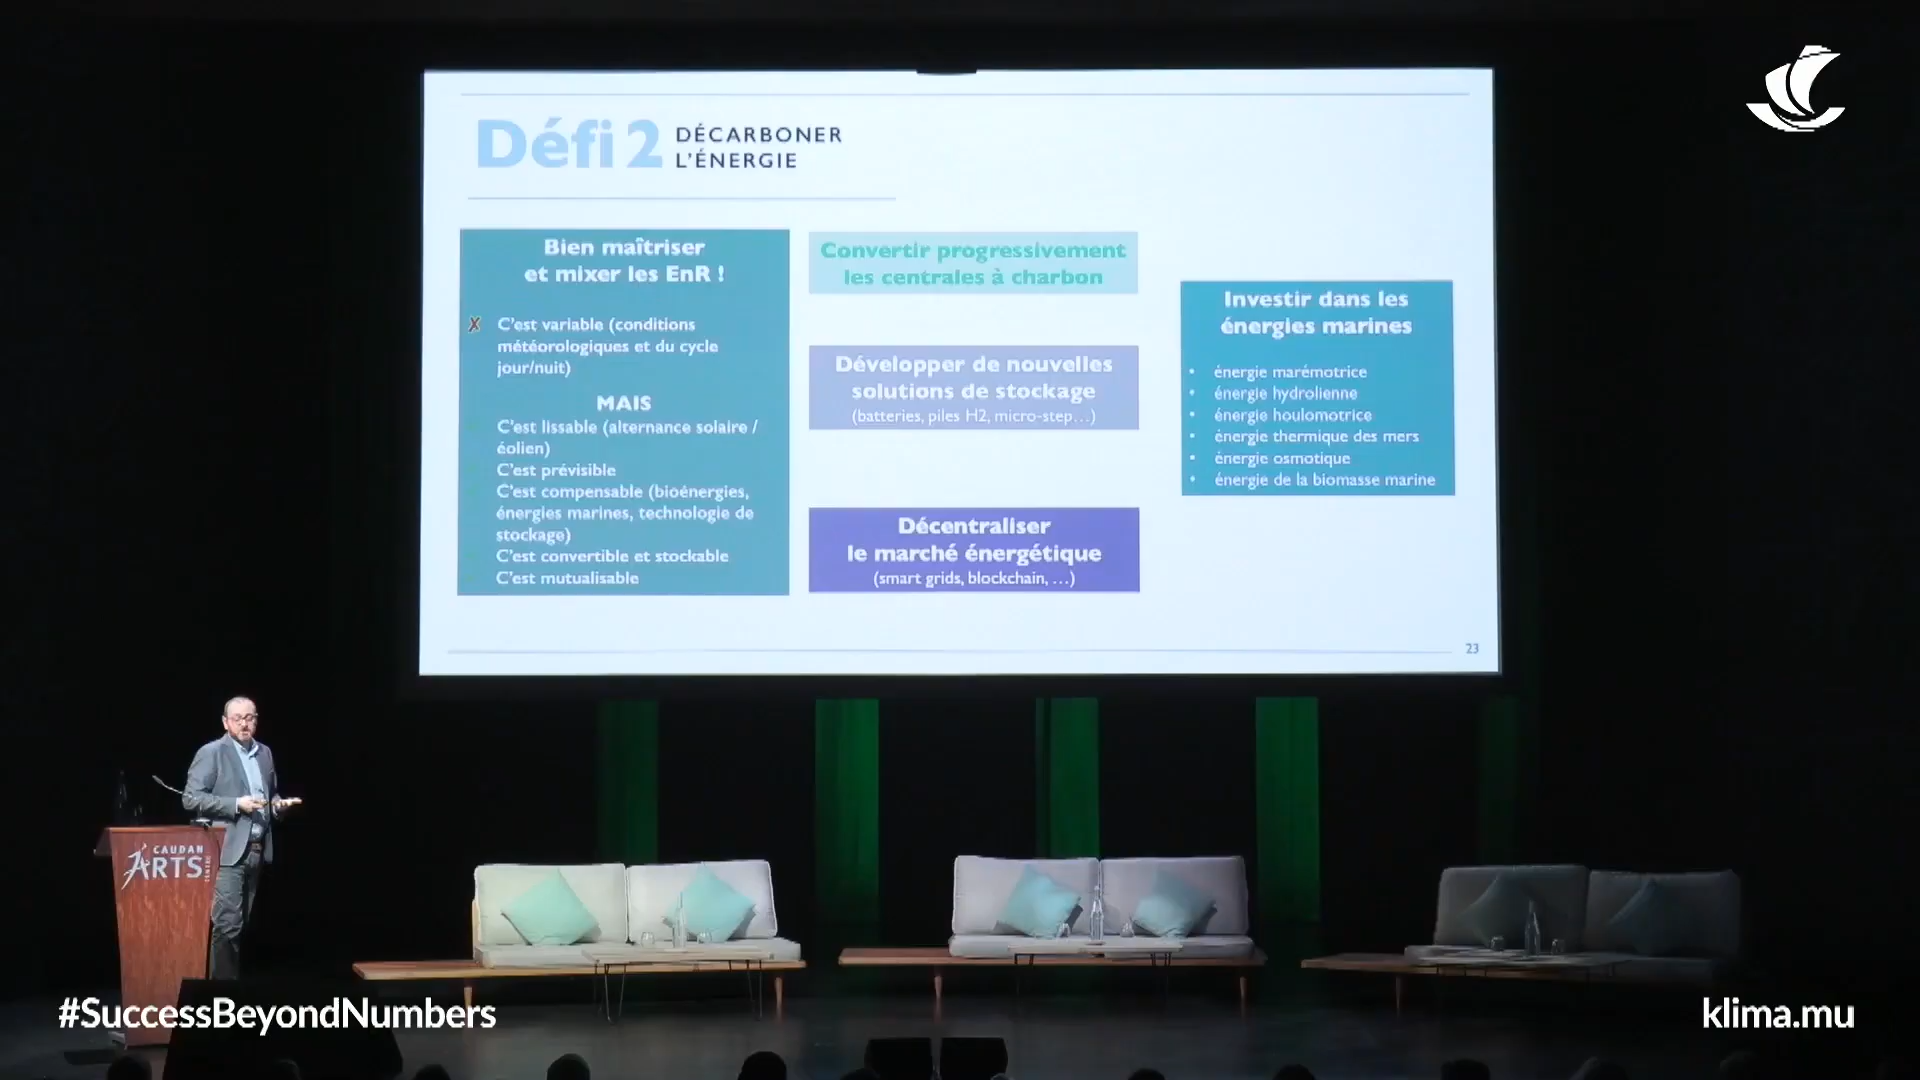 Défi 2 DÉCARBONER
L'ÉNERGIE
Bien maîtriser
et mixer les EnR !
X C'est variable (conditions
météorologiques et du cycle
jour/nuit)
MAIS
C'est lissable (alternance solaire /
éolien)
C'est prévisible
C'est compensable (bioénergies,
énergies marines, technologie de
stockage)
C'est convertible et stockable
C'est mutualisable
Convertir progressivement
les centrales à charbon
Développer de nouvelles
solutions de stockage
(batteries, piles H2, micro-step…)
Décentraliser
le marché énergétique
(smart grids, blockchain, …)
Investir dans les
énergies marines
• énergie marémotrice
• énergie hydrolienne
• énergie houlomotrice
• énergie thermique des mers
• énergie osmotique
• énergie de la biomasse marine
23
CAUDAN
ARTS
CENTRE
#SuccessBeyondNumbers
klima.mu